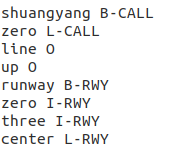 shuangyang B-CALL
zero L-CALL
line O
up O
runway B-RWY
zero I-RWY
three I-RWY
center L-RWY